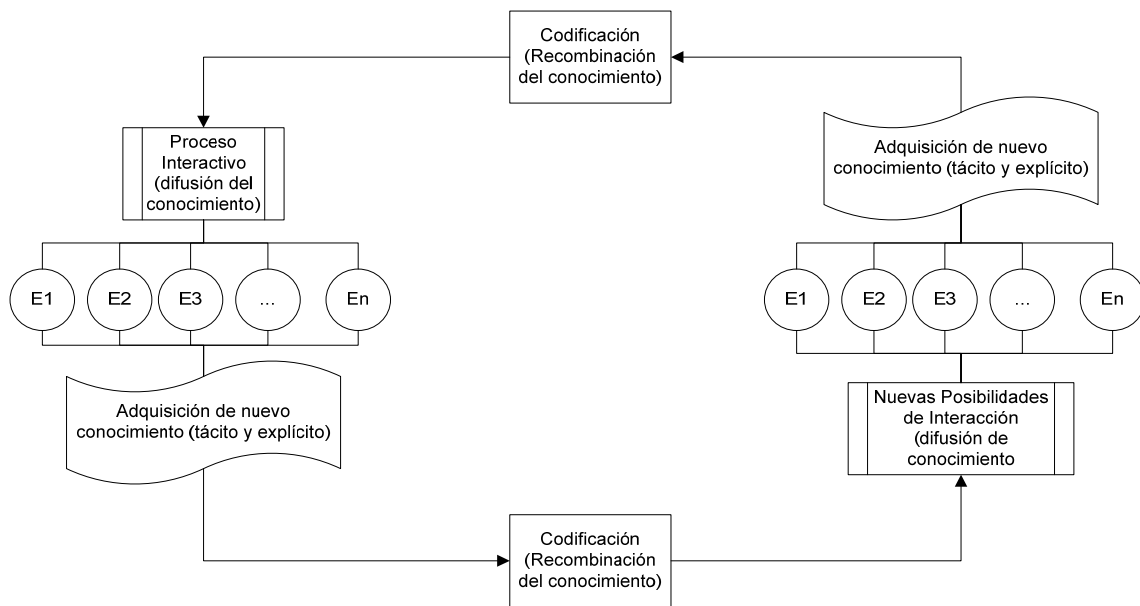 Codificación
(Recombinación
del conocimiento)
Proceso
Interactivo
(difusión del
conocimiento)
Adquisición de nuevo
conocimiento (tácito y explícito)
E1 E2 E3 ... En
E1 E2 E3 ... En
Adquisición de nuevo
conocimiento (tácito y explícito)
Nuevas Posibilidades
de Interacción
(difusión de
conocimiento
Codificación
(Recombinación
del conocimiento)